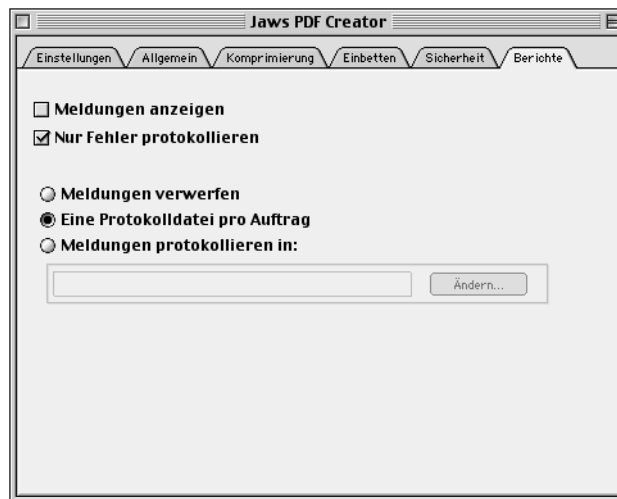 Jaws PDF Creator
Einstellungen Allgemein Komprimierung Einbetten Sicherheit Berichte
Meldungen anzeigen
Nur Fehler protokollieren
Meldungen verwerfen
Eine Protokolldatei pro Auftrag
Meldungen protokollieren in:
Ändern...